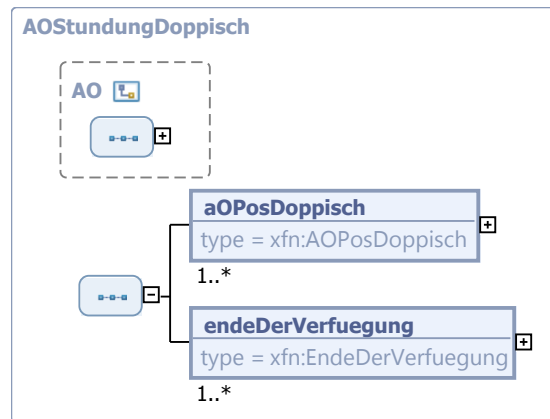 AOStundungDoppisch
AO
aOPosDoppisch
type = xfn:AOPosDoppisch
1..*
endeDerVerfuegung
type = xfn:EndeDerVerfuegung
1..*